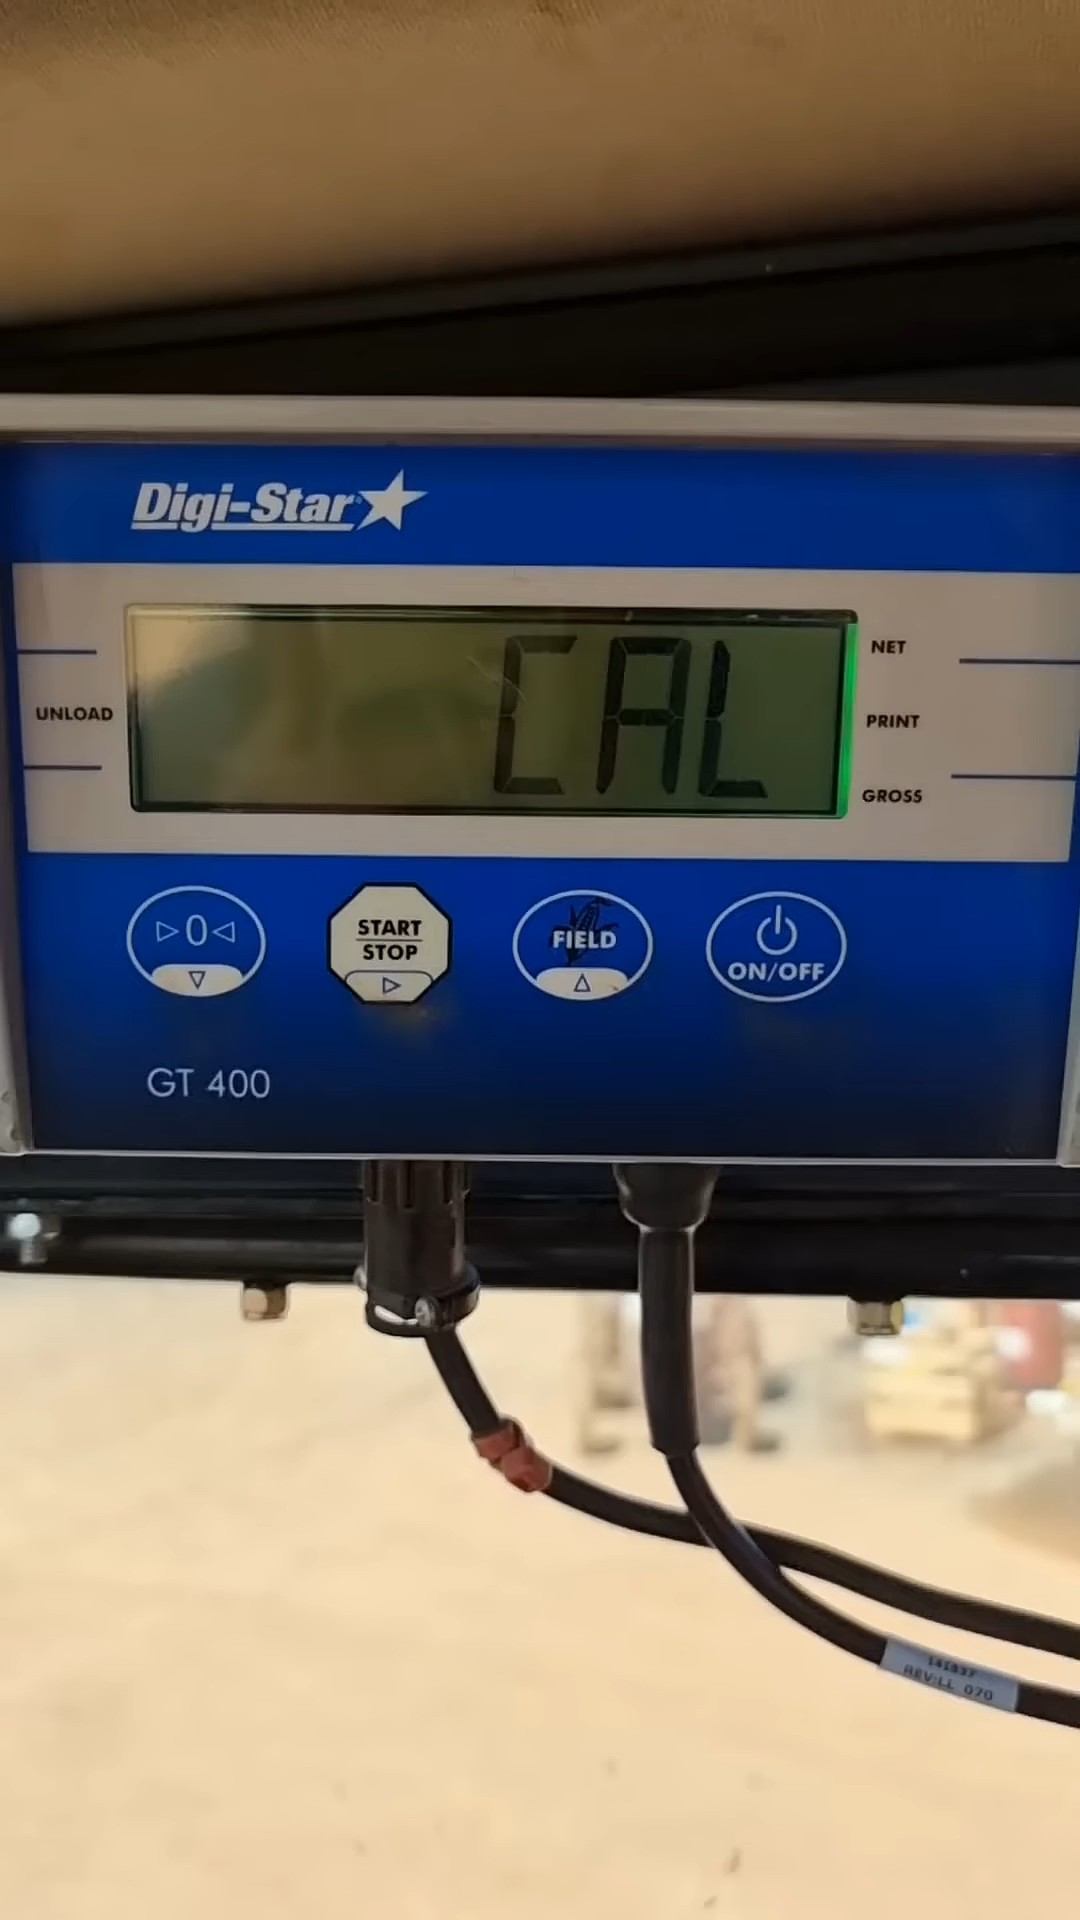 Digi-Star
CAL
NET
UNLOAD
PRINT
GROSS
0
START
STOP
FIELD
ON/OFF
GT 400